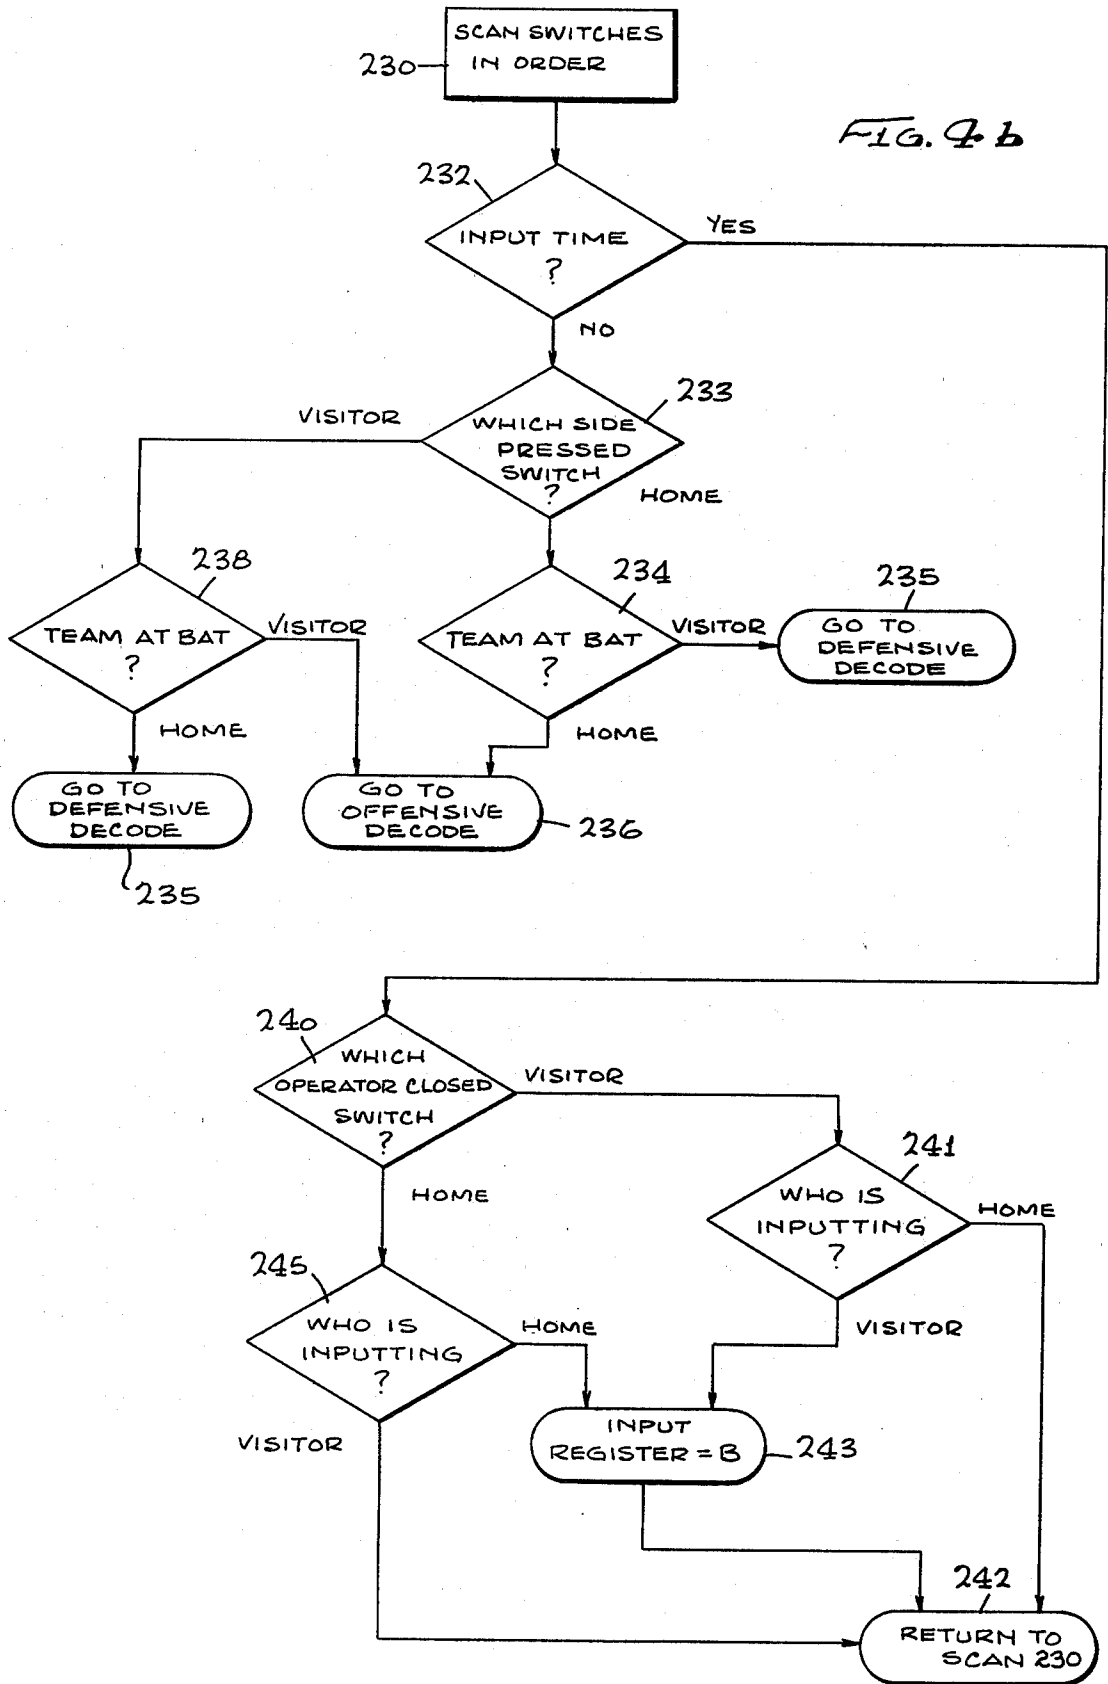 SCAN SWITCHES
IN ORDER
230
FIG. 4b
232
INPUT TIME
?
YES
NO
233
VISITOR
WHICH SIDE
PRESSED
SWITCH
?
HOME
238
TEAM AT BAT
?
VISITOR
HOME
234
TEAM AT BAT
?
VISITOR
HOME
235
GO TO
DEFENSIVE
DECODE
GO TO
DEFENSIVE
DECODE
235
GO TO
OFFENSIVE
DECODE
236
240
WHICH
OPERATOR CLOSED
SWITCH
?
VISITOR
HOME
241
WHO IS
INPUTTING
?
HOME
VISITOR
245
WHO IS
INPUTTING
?
HOME
VISITOR
INPUT
REGISTER = B
243
242
RETURN TO
SCAN 230